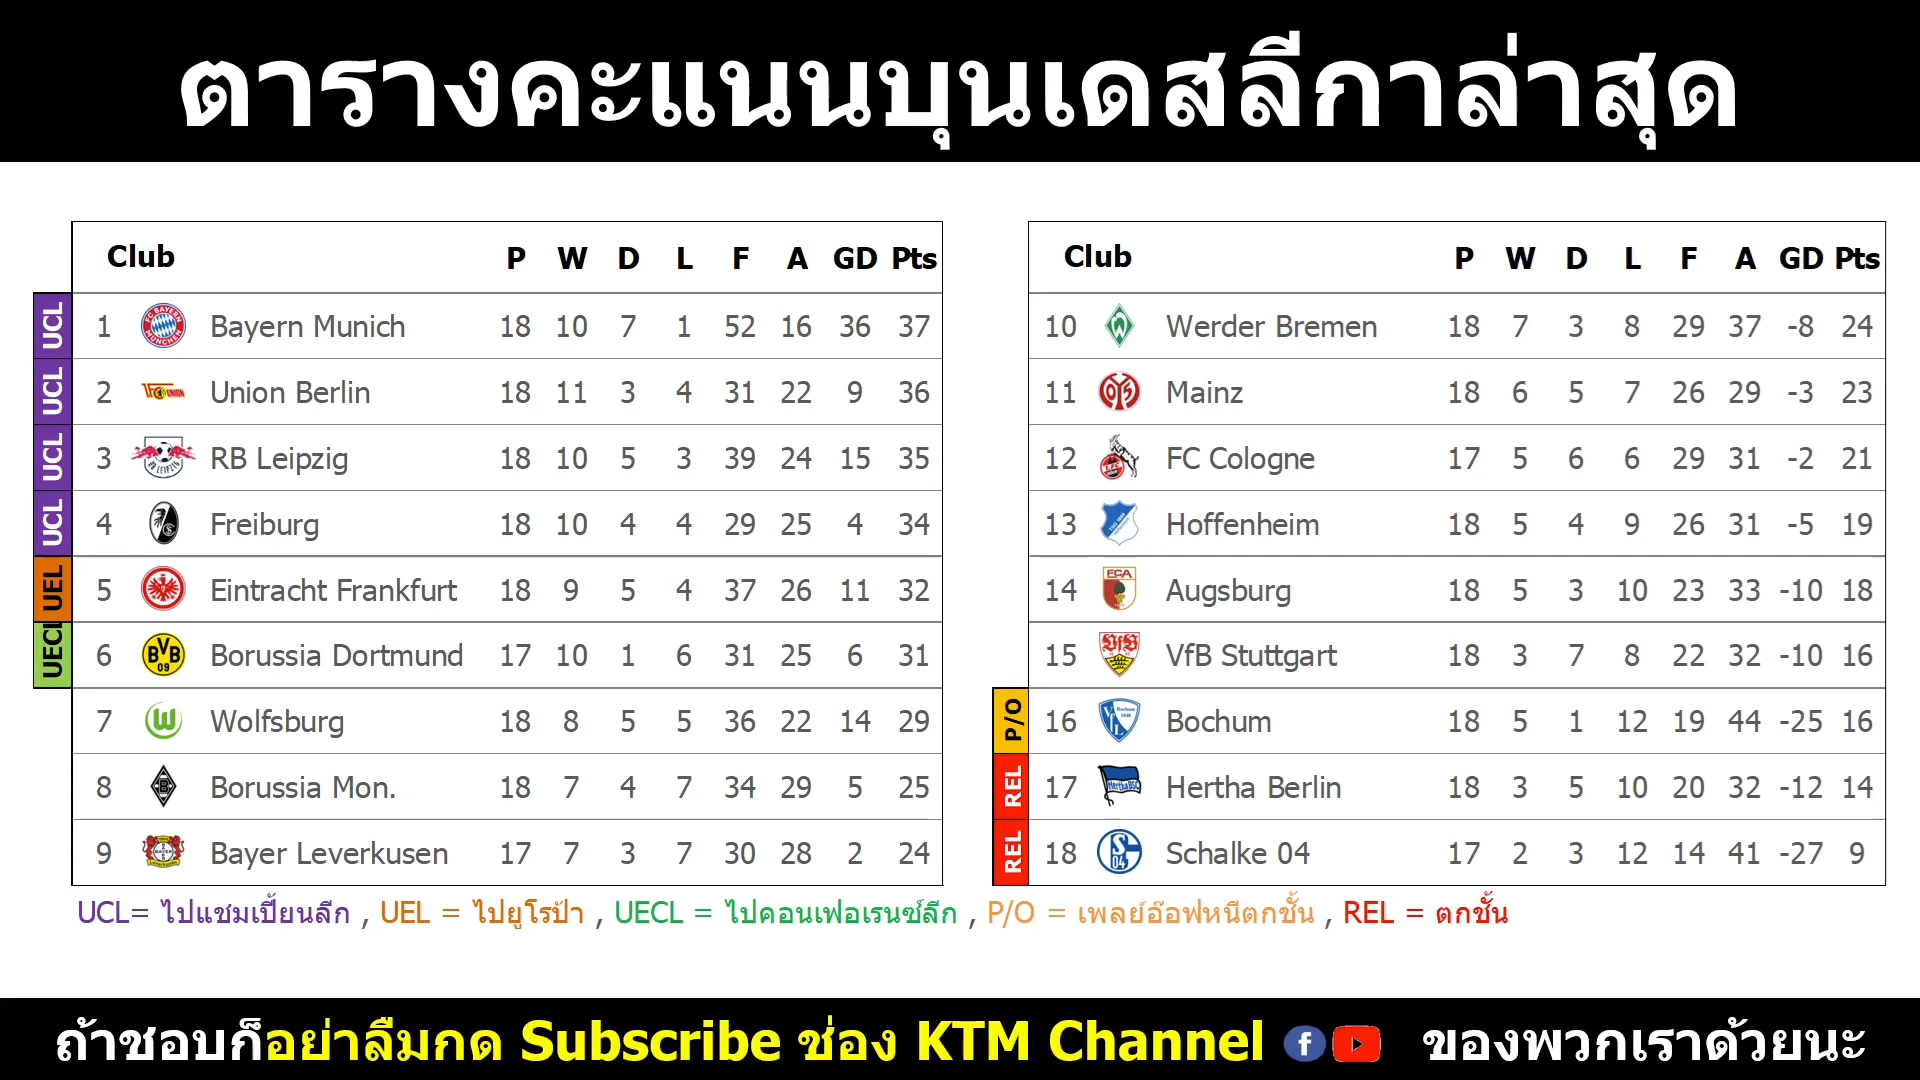 ตารางคะแนนบุนเดสลีกาล่าสุด
Club P W D L F A GD Pts
UCL 1 Bayern Munich 18 10 7 1 52 16 36 37
UCL 2 Union Berlin 18 11 3 4 31 22 9 36
UCL 3 RB Leipzig 18 10 5 3 39 24 15 35
UCL 4 Freiburg 18 10 4 4 29 25 4 34
UEL 5 Eintracht Frankfurt 18 9 5 4 37 26 11 32
UECL 6 Borussia Dortmund 17 10 1 6 31 25 6 31
7 Wolfsburg 18 8 5 5 36 22 14 29
8 Borussia Mon. 18 7 4 7 34 29 5 25
9 Bayer Leverkusen 17 7 3 7 30 28 2 24
Club P W D L F A GD Pts
10 Werder Bremen 18 7 3 8 29 37 -8 24
11 Mainz 18 6 5 7 26 29 -3 23
12 FC Cologne 17 5 6 6 29 31 -2 21
13 Hoffenheim 18 5 4 9 26 31 -5 19
14 Augsburg 18 5 3 10 23 33 -10 18
15 VfB Stuttgart 18 3 7 8 22 32 -10 16
P/O 16 Bochum 18 5 1 12 19 44 -25 16
REL 17 Hertha Berlin 18 3 5 10 20 32 -12 14
REL 18 Schalke 04 17 2 3 12 14 41 -27 9
UCL= ไปแชมเปี้ยนลีก , UEL = ไปยูโรป้า , UECL = ไปคอนเฟอเรนซ์ลีก , P/O = เพลย์อ๊อฟหนีตกชั้น , REL = ตกชั้น
ถ้าชอบก็อย่าลืมกด Subscribe ช่อง KTM Channel ของพวกเราด้วยนะ